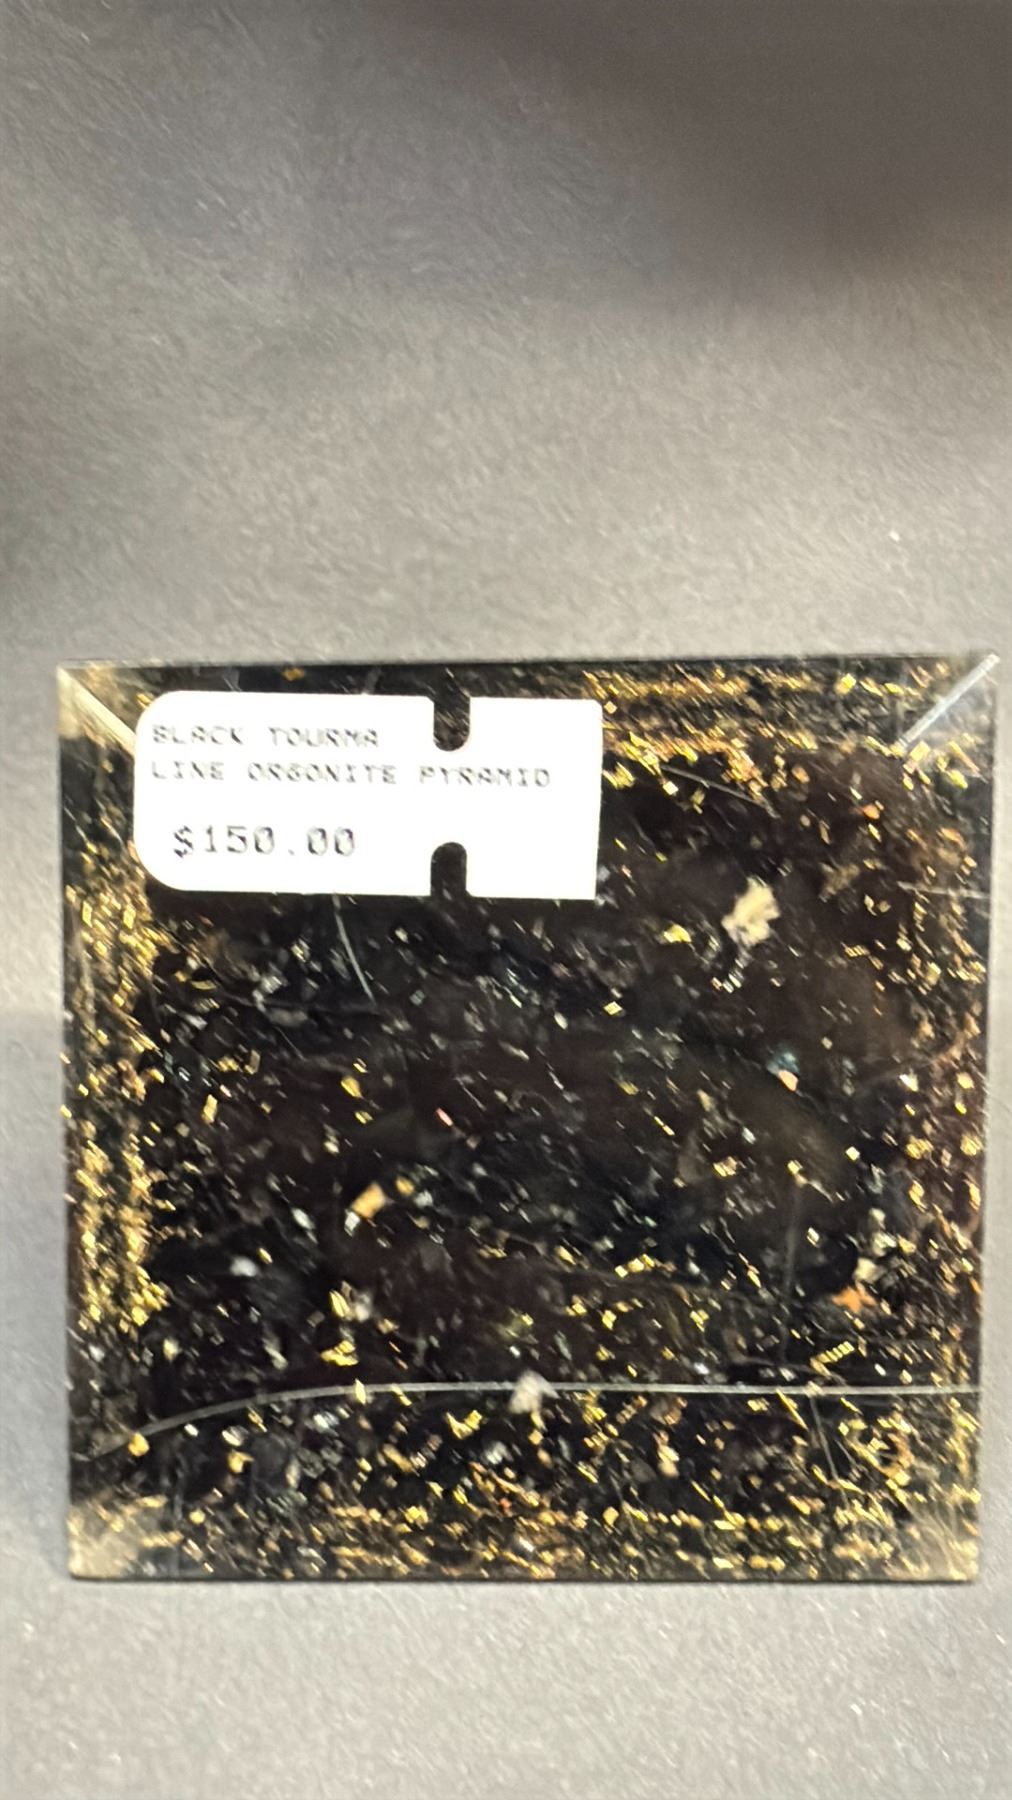 BLACK TOURMA
LINE ORGONITE PYRAMID
$150.00